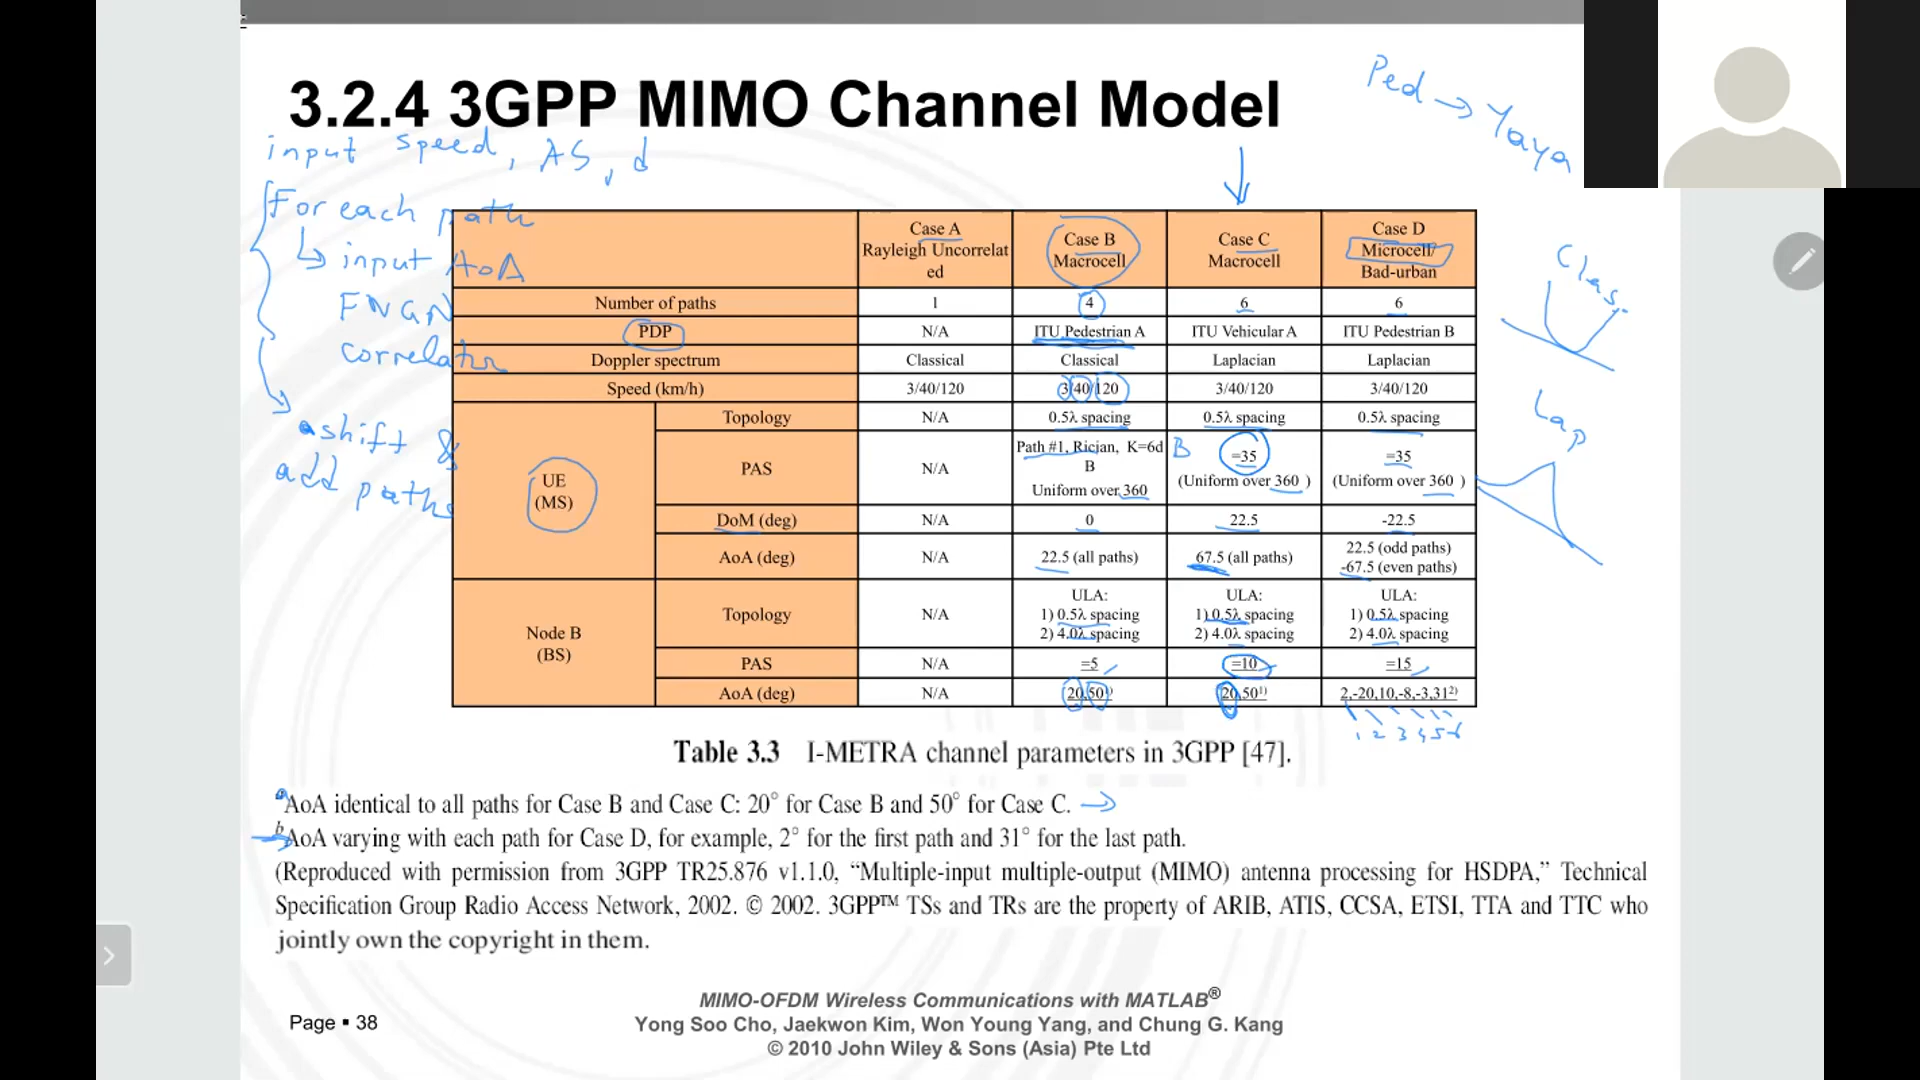 3.2.4 3GPP MIMO Channel Model
Ped → Yaya
input speed, AS, d
For each path
↳ input AoA
FNGN
correlatn
ashift &
add paths
Case A
Rayleigh Uncorrelat
ed
Case B
Macrocell
Case C
Macrocell
Case D
Microcell/
Bad-urban
Number of paths 1 4 6 6
PDP N/A ITU Pedestrian A ITU Vehicular A ITU Pedestrian B
Doppler spectrum Classical Classical Laplacian Laplacian
Speed (km/h) 3/40/120 3/40/120 3/40/120 3/40/120
UE
(MS)
Topology N/A 0.5λ spacing 0.5λ spacing 0.5λ spacing
PAS N/A
Path #1, Rician, K=6d
B
Uniform over 360
B
=35
(Uniform over 360 )
=35
(Uniform over 360 )
DoM (deg) N/A 0 22.5 -22.5
AoA (deg) N/A 22.5 (all paths) 67.5 (all paths)
22.5 (odd paths)
-67.5 (even paths)
Node B
(BS)
Topology N/A
ULA:
1) 0.5λ spacing
2) 4.0λ spacing
ULA:
1) 0.5λ spacing
2) 4.0λ spacing
ULA:
1) 0.5λ spacing
2) 4.0λ spacing
PAS N/A =5 =10 =15
AoA (deg) N/A 20,50¹⁾ 20,50¹⁾ 2,-20,10,-8,-3,31²⁾
1 2 3 4 5 6
Clas.
Lap
Table 3.3 I-METRA channel parameters in 3GPP [47].
ᵃAoA identical to all paths for Case B and Case C: 20° for Case B and 50° for Case C. →
→ ᵇAoA varying with each path for Case D, for example, 2° for the first path and 31° for the last path.
(Reproduced with permission from 3GPP TR25.876 v1.1.0, “Multiple-input multiple-output (MIMO) antenna processing for HSDPA,” Technical
Specification Group Radio Access Network, 2002. © 2002. 3GPP™ TSs and TRs are the property of ARIB, ATIS, CCSA, ETSI, TTA and TTC who
jointly own the copyright in them.
MIMO-OFDM Wireless Communications with MATLAB®
Page ▪ 38
Yong Soo Cho, Jaekwon Kim, Won Young Yang, and Chung G. Kang
© 2010 John Wiley & Sons (Asia) Pte Ltd